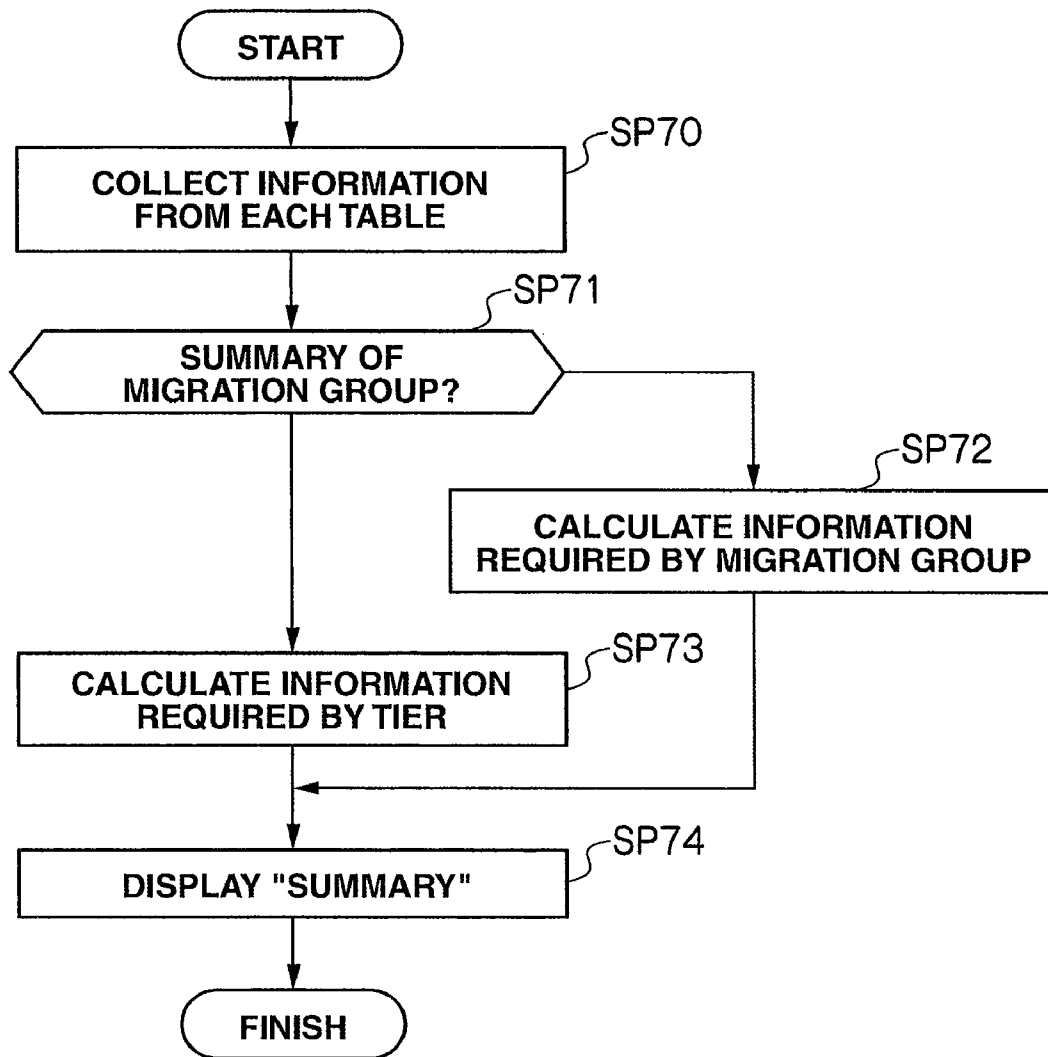 START
SP70
COLLECT INFORMATION
FROM EACH TABLE
SP71
SUMMARY OF
MIGRATION GROUP?
SP72
CALCULATE INFORMATION
REQUIRED BY MIGRATION GROUP
SP73
CALCULATE INFORMATION
REQUIRED BY TIER
SP74
DISPLAY "SUMMARY"
FINISH